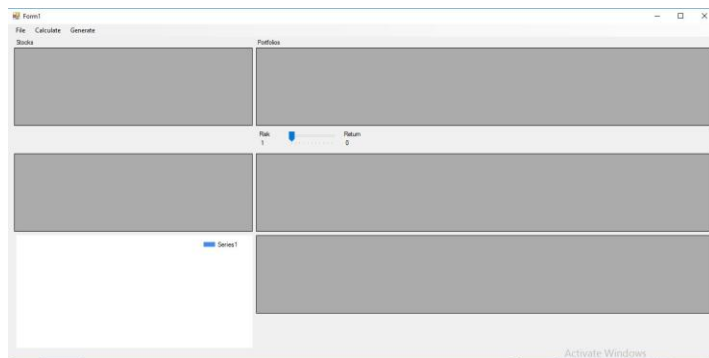 Form1
File Calculate Generate
Stocks Portfolios
Risk Return
1 0
Series1
Activate Windows